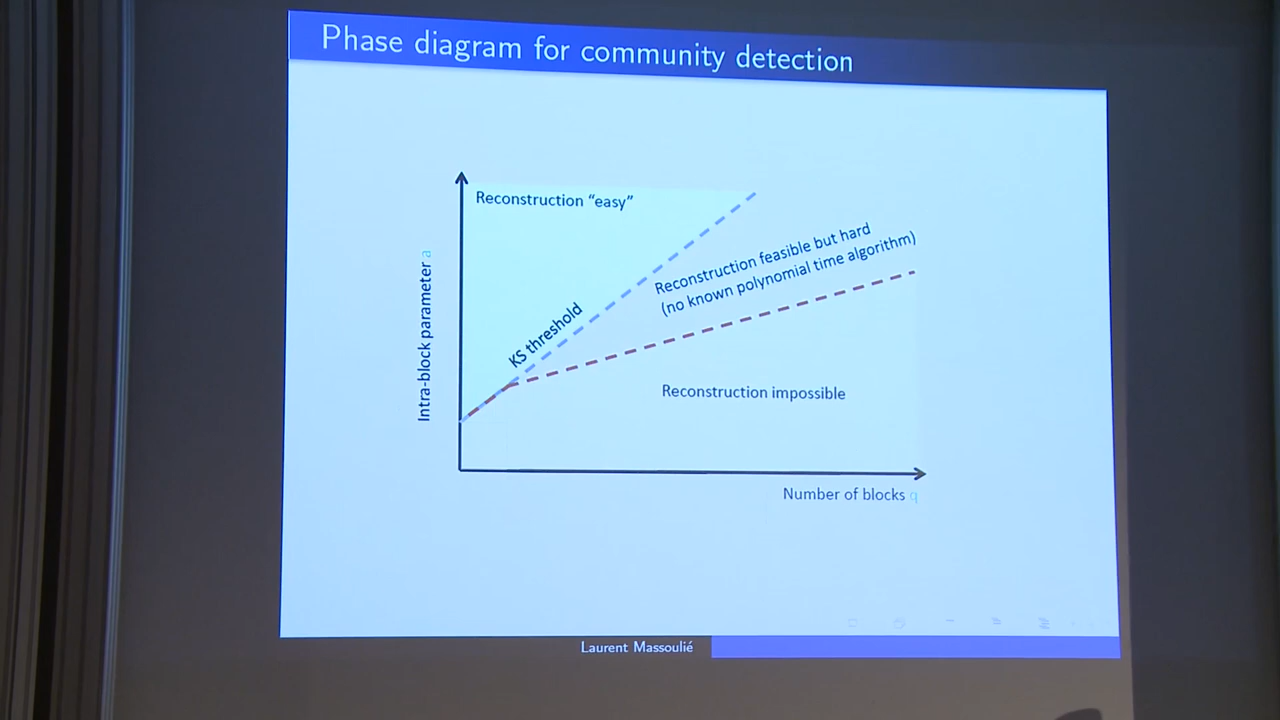 Phase diagram for community detection
Reconstruction “easy”
Reconstruction feasible but hard
(no known polynomial time algorithm)
KS threshold
Intra-block parameter a
Reconstruction impossible
Number of blocks q
Laurent Massoulié